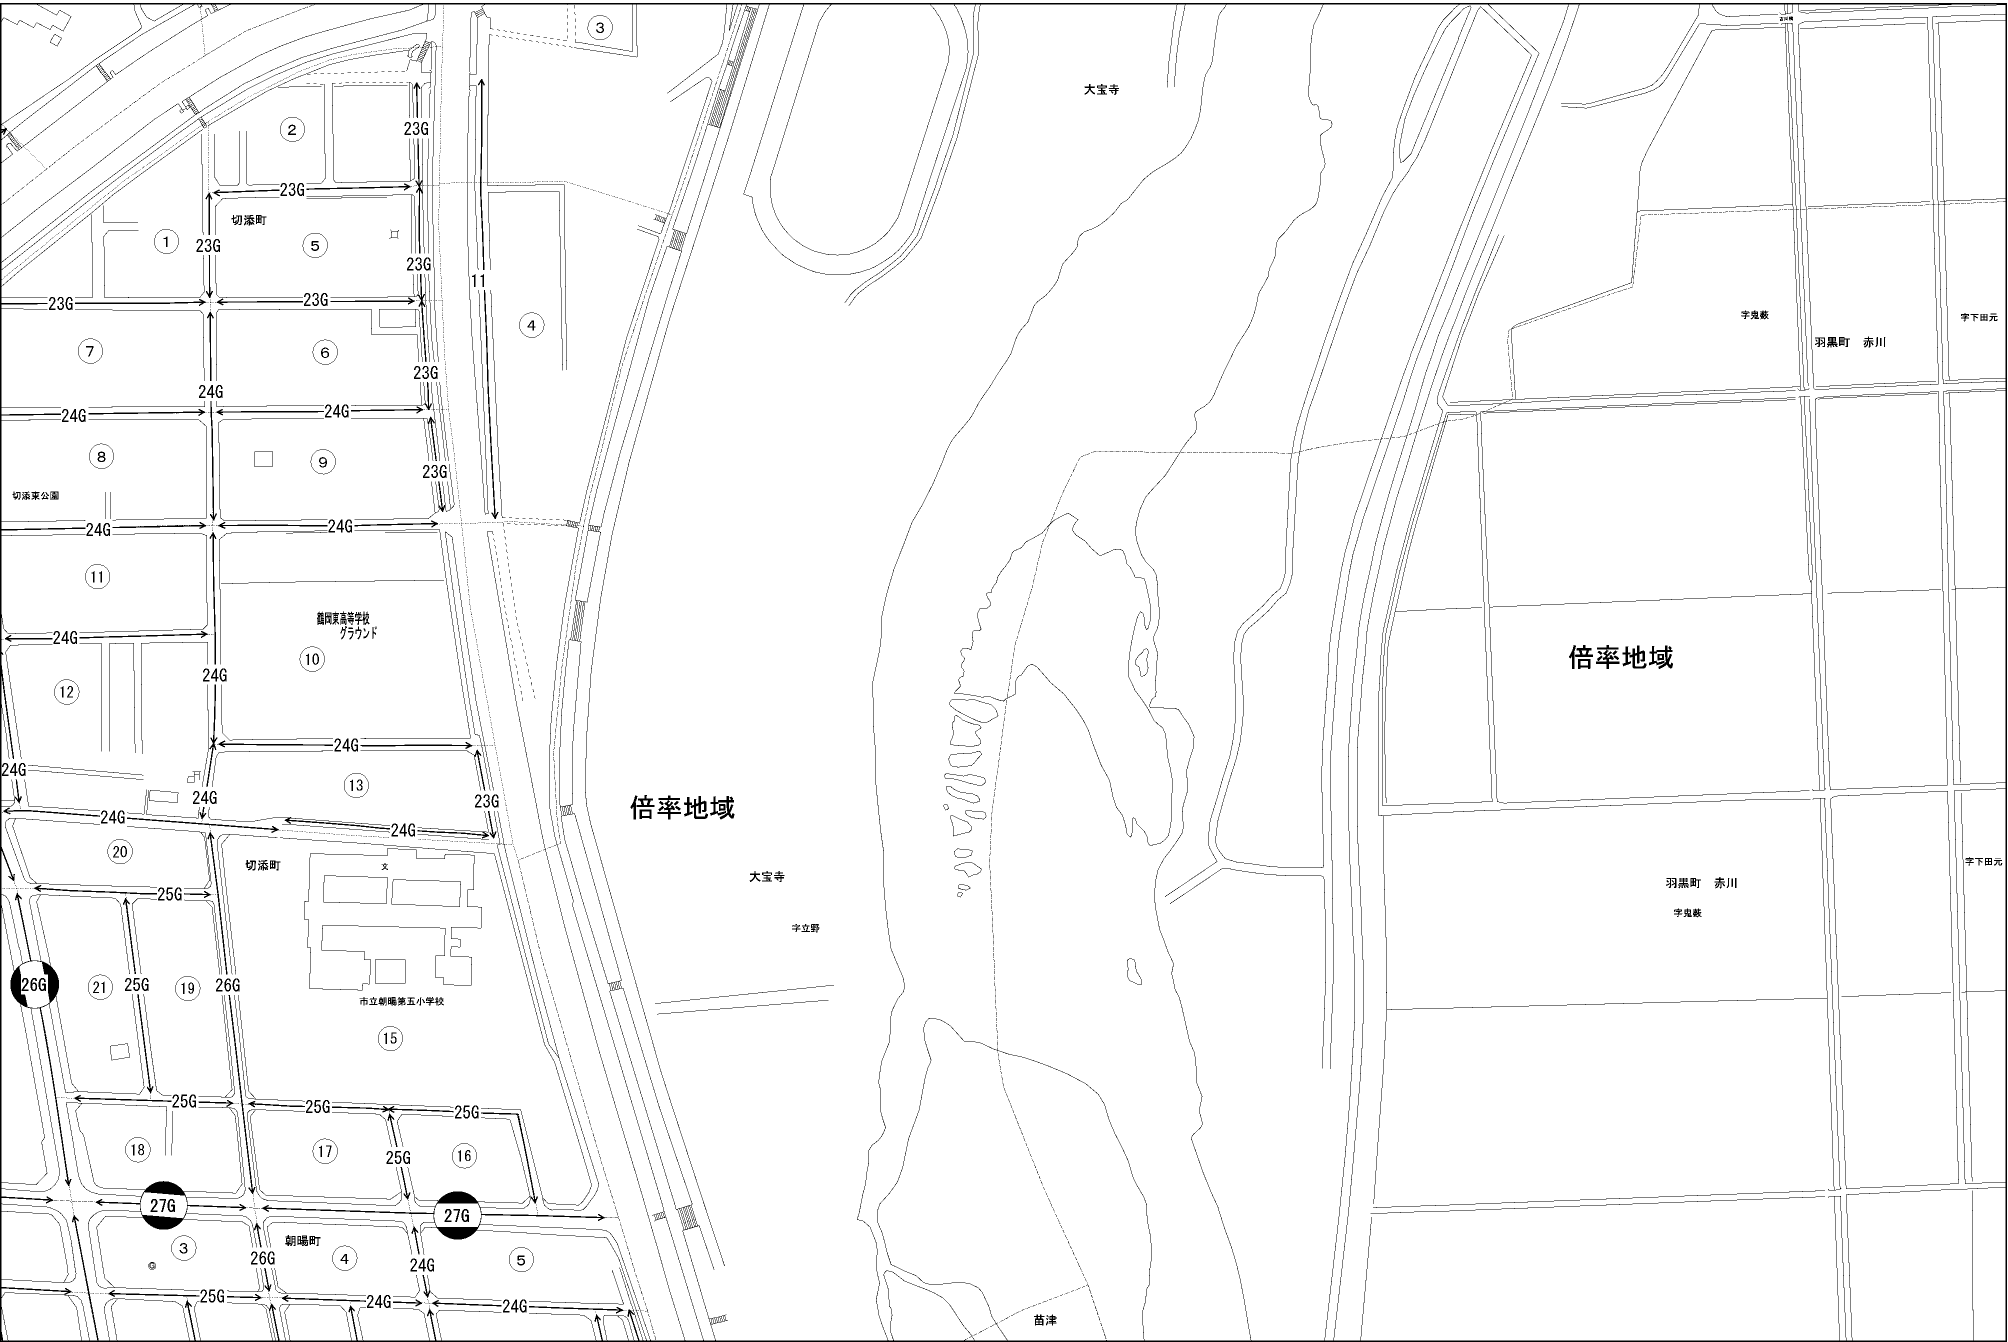 ③
大宝寺
②
23G
23G
切添町
①
⑤
23G
23G
11
23G
23G
④
字鬼薮
字下田元
羽黒町　赤川
⑦
⑥
23G
24G
24G
24G
⑧
⑨
23G
切添東公園
24G
24G
⑪
鶴岡東高等学校
グラウンド
24G
⑩
24G
⑫
倍率地域
24G
24G
⑬
24G
23G
倍率地域
24G
24G
⑳
切添町
文
字下田元
大宝寺
羽黒町　赤川
字鬼薮
25G
字立野
26G
㉑
25G
⑲
26G
市立朝暘第五小学校
⑮
25G
25G
25G
⑱
⑰
25G
⑯
27G
27G
朝暘町
③
26G
④
24G
⑤
25G
24G
24G
苗津